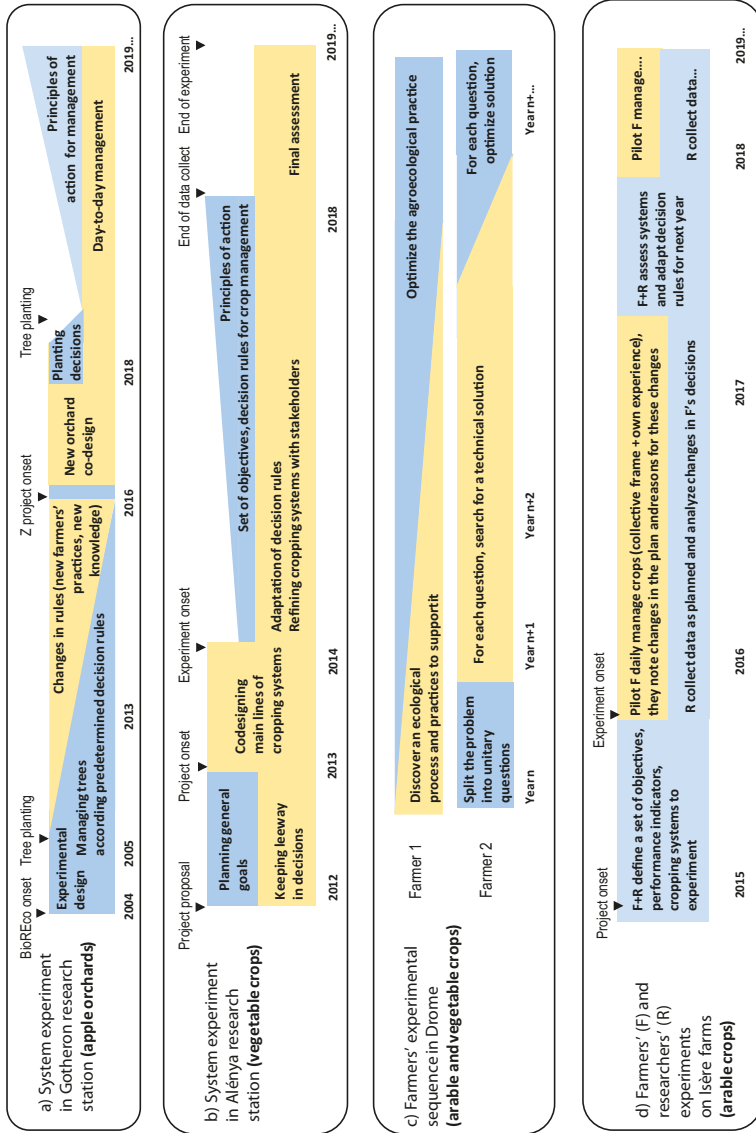 a) System experiment
in Gotheron research
station (apple orchards)
BioREco onset
Tree planting
Z project onset
Tree planting
Experimental
design
Managing trees
according predetermined decision rules
Changes in rules (new farmers'
practices, new
knowledge)
New orchard
co-design
Planting
decisions
Principles of
action for management
Day-to-day management
2004
2005
2013
2016
2018
2019...
b) System experiment
in Alénya research
station (vegetable crops)
Project proposal
Project onset
Experiment onset
End of data collect
End of experiment
Planning general
goals
Keeping leeway
in decisions
Codesigning
main lines of
cropping systems
Principles of action
Set of objectives, decision rules for crop management
Adaptation of decision rules
Refining cropping systems with stakeholders
Final assessment
2012
2013
2014
2018
2019...
c) Farmers' experimental
sequence in Drome
(arable and vegetable crops)
Farmer 1
Discover an ecological
process and practices to supportit
Optimize the agroecological practice
Farmer 2
Split the problem
into unitary
questions
For each question, search for a technical solution
For each question,
optimize solution
Yearn
Year n+1
Year n+2
Year n+...
d) Farmers' (F) and
researchers' (R)
experiments
on Isère farms
(arable crops)
Project onset
Experiment onset
F+R define a set of objectives,
performance indicators,
cropping systems to
experiment
Pilot F daily manage crops (collective frame + own experience),
they note changes in the plan andreasons for these changes
R collect data as planned and analyze changes in F's decisions
F+R assess systems
and adapt decision
rules for next year
Pilot F manage....
R collect data...
2015
2016
2017
2018
2019...